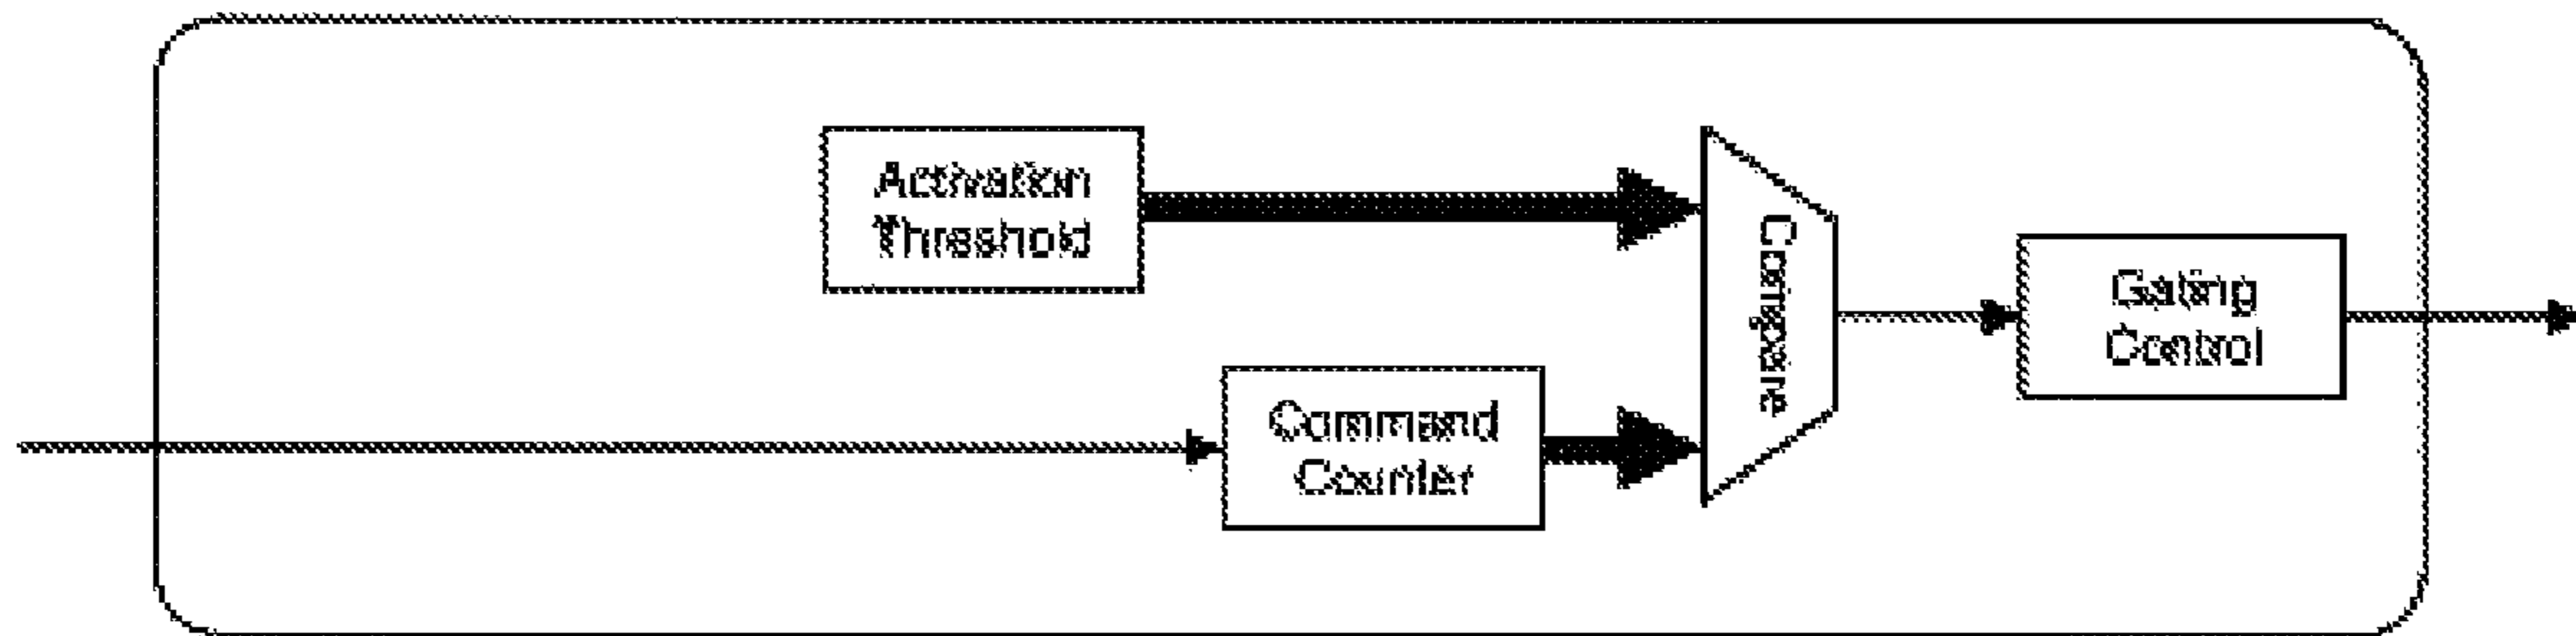 Activation
Threshold
Compare
Gating
Control
Command
Counter